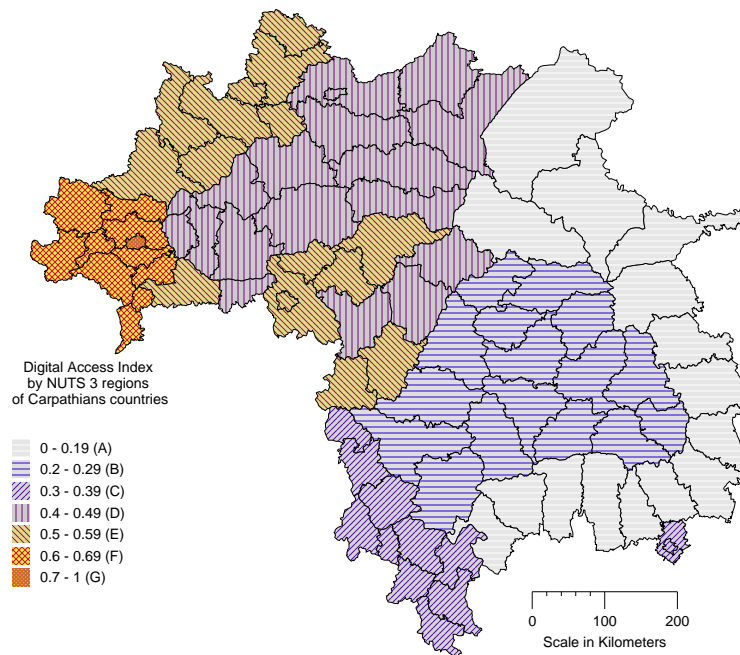 Digital Access Index
by NUTS 3 regions
of Carpathians countries
0 - 0.19 (A)
0.2 - 0.29 (B)
0.3 - 0.39 (C)
0.4 - 0.49 (D)
0.5 - 0.59 (E)
0.6 - 0.69 (F)
0.7 - 1 (G)
0 100 200
Scale in Kilometers